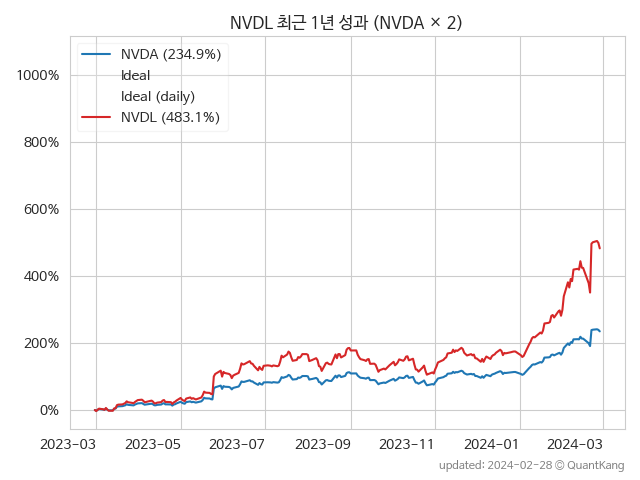 NVDL 최근 1년 성과 (NVDA × 2)
NVDA (234.9%)
Ideal
Ideal (daily)
NVDL (483.1%)
1000%
800%
600%
400%
200%
0%
2023-03
2023-05
2023-07
2023-09
2023-11
2024-01
2024-03
updated: 2024-02-28 © QuantKang